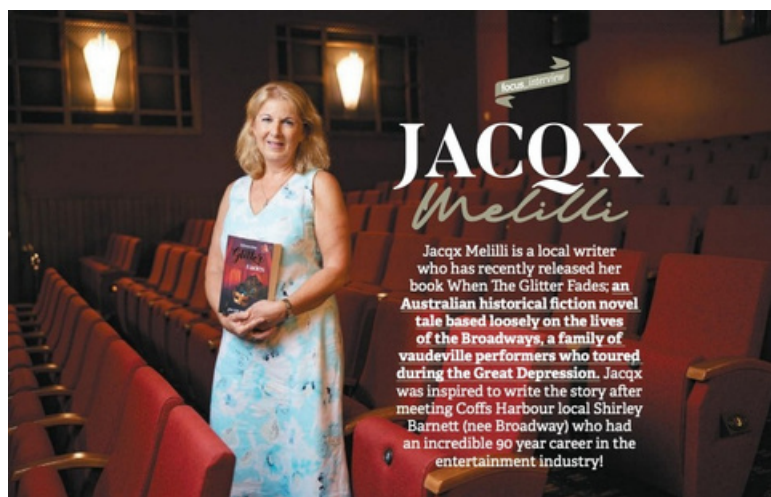 focus_interview
JACQX
Melilli
Jacqx Melilli is a local writer
who has recently released her
book When The Glitter Fades; an
Australian historical fiction novel
tale based loosely on the lives
of the Broadways, a family of
vaudeville performers who toured
during the Great Depression. Jacqx
was inspired to write the story after
meeting Coffs Harbour local Shirley
Barnett (nee Broadway) who had
an incredible 90 year career in the
entertainment industry!
Glitter
FADES